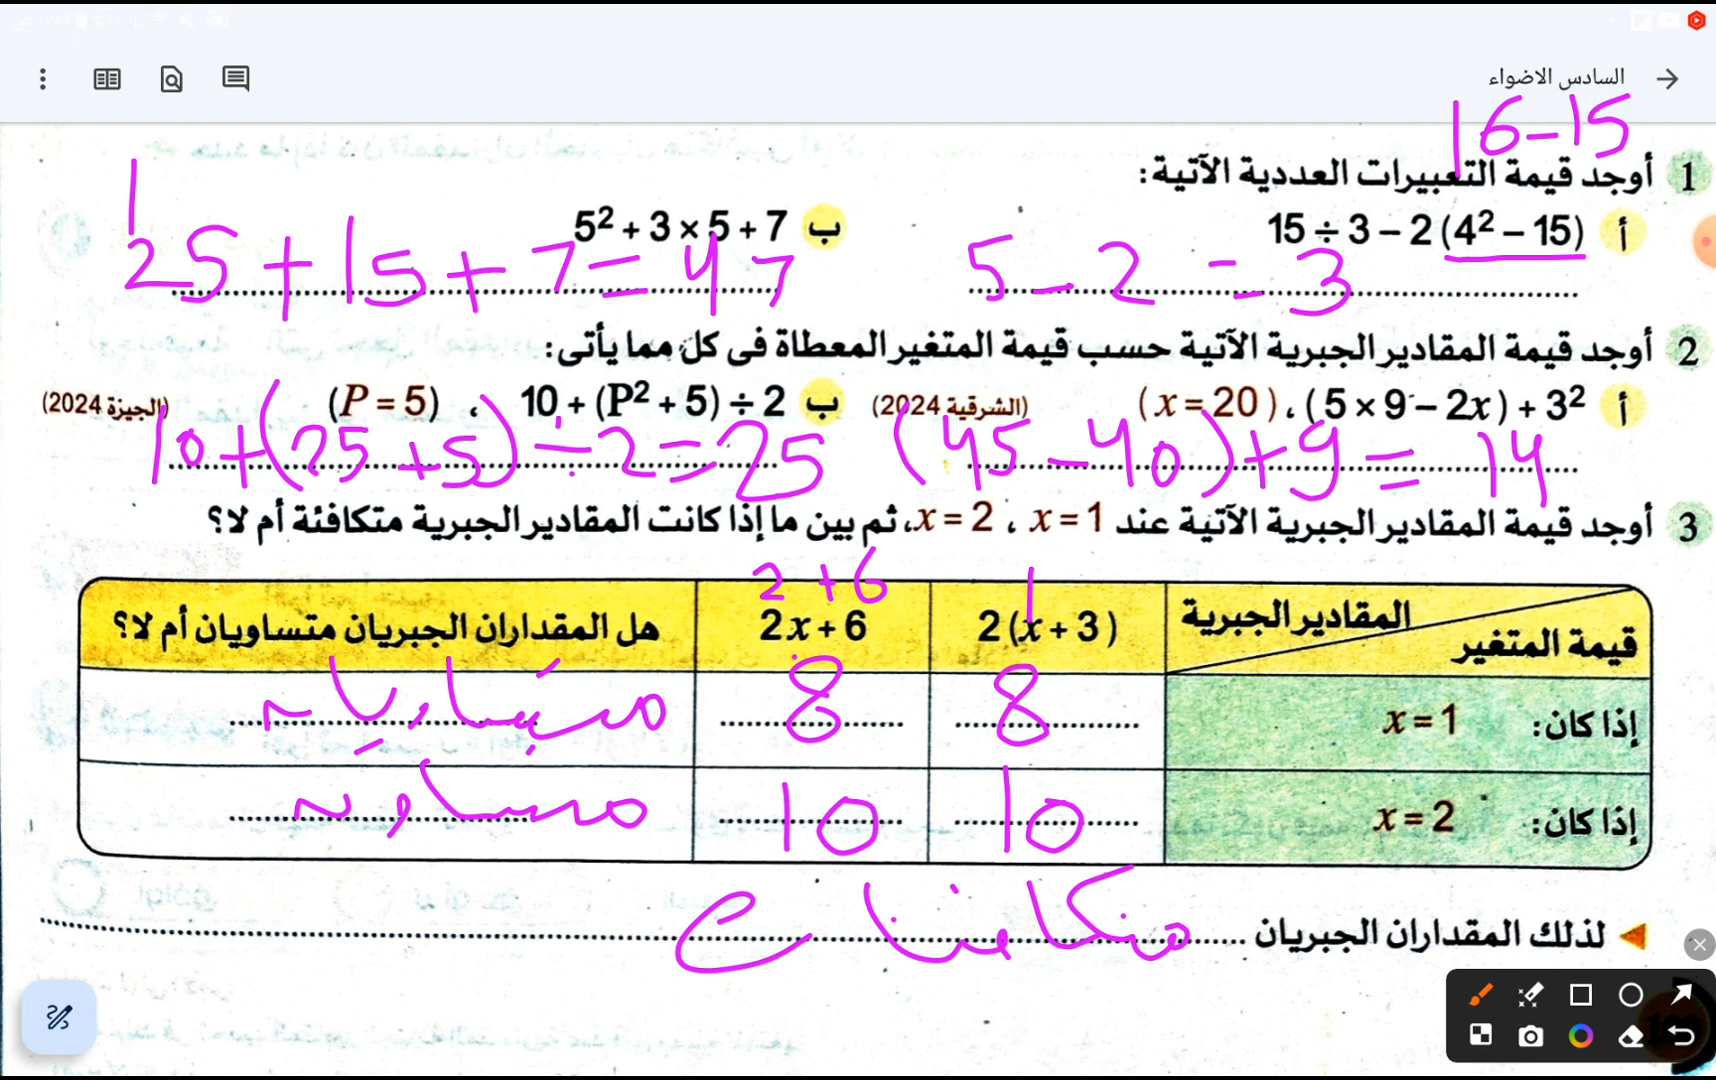 السادس الاضواء
16-15
1 أوجد قيمة التعبيرات العددية الآتية:
أ 15 ÷ 3 – 2 (4² – 15)
5 - 2 = 3
ب 5² + 3 × 5 + 7
25 + 15 + 7 = 47
2 أوجد قيمة المقادير الجبرية الآتية حسب قيمة المتغير المعطاة فى كل مما يأتى:
أ (5 × 9 – 2x) + 3² ، (x = 20) (الشرقية 2024)
(45 - 40) + 9 = 14
ب 10 + (P² + 5) ÷ 2 ، (P = 5) (الجيزة 2024)
10 + (25 + 5) ÷ 2 = 25
3 أوجد قيمة المقادير الجبرية الآتية عند x = 1 ، x = 2، ثم بين ما إذا كانت المقادير الجبرية متكافئة أم لا؟
المقادير الجبرية
قيمة المتغير
1
2 (x + 3)
2 + 6
2x + 6
هل المقداران الجبريان متساويان أم لا؟
إذا كان: x = 1
8
8
متساويان
إذا كان: x = 2
10
10
لذلك المقداران الجبريان